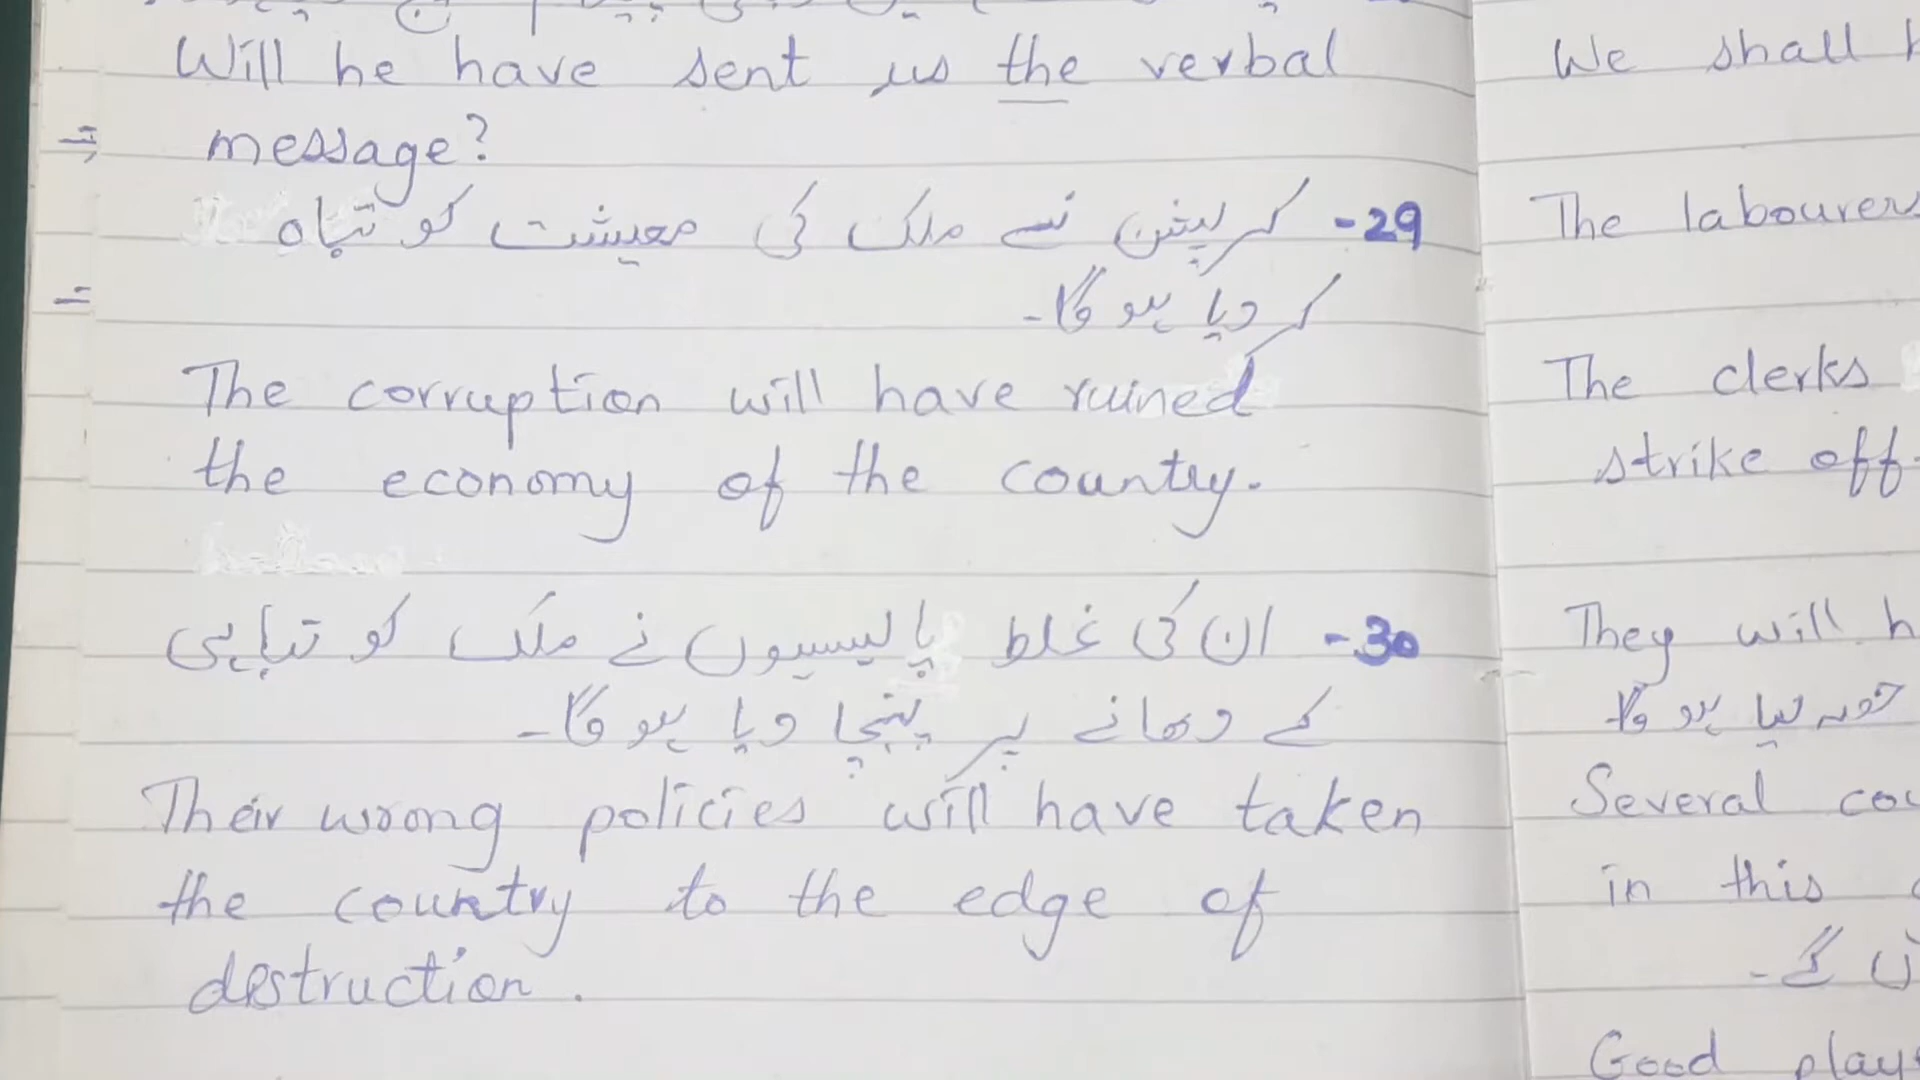 Will he have sent us the verbal
message?
29- کرپشن نے ملک کی معیشت کو تباہ
کر دیا ہو گا۔
The corruption will have ruined
the economy of the country.
30- ان کی غلط پالیسیوں نے ملک کو تباہی
کے دھانے پر پہنچا دیا ہو گا۔
Their wrong policies will have taken
the country to the edge of
destruction.
We shall
The labourers
The clerks
strike off
They will
ہو گا
Several
in this
گے۔
Good